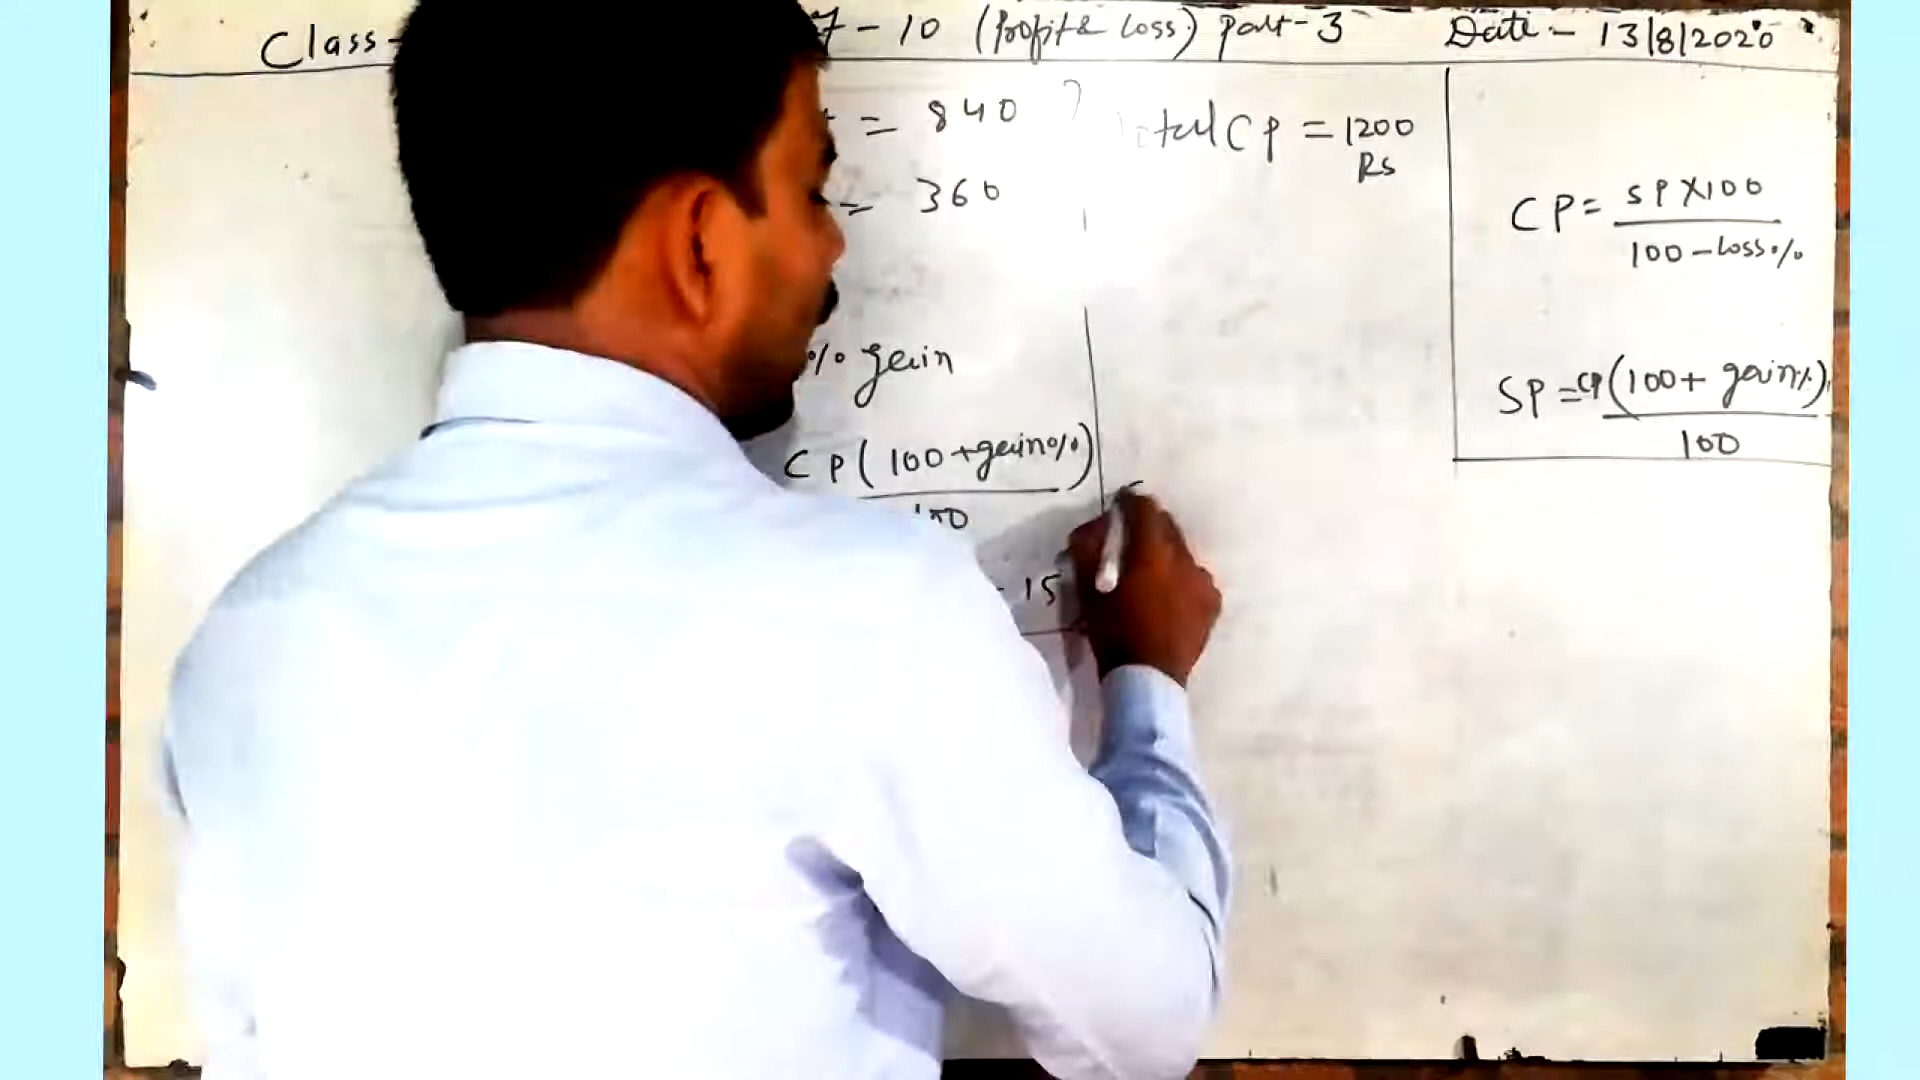 Class- 7 - 10 (Profit & Loss) Part-3 Date - 13/8/2020
= 840
CP = 1200
Rs
= 360
% gain
CP ( 100 + gain% )
100
15
CP = SP X 100
100 - Loss%
SP = CP (100 + gain%)
100